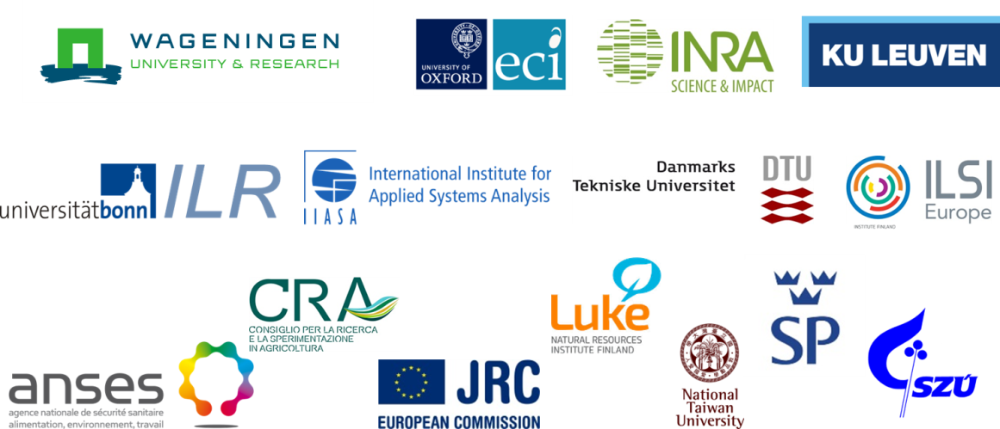 WAGENINGEN
UNIVERSITY & RESEARCH
UNIVERSITY OF
OXFORD
eci
INRA
SCIENCE & IMPACT
KU LEUVEN
universitätbonn
ILR
IIASA
International Institute for
Applied Systems Analysis
Danmarks
Tekniske Universitet
DTU
INSTITUTE FINLAND
ILSI
Europe
CRA
CONSIGLIO PER LA RICERCA
E LA SPERIMENTAZIONE
IN AGRICOLTURA
Luke
NATURAL RESOURCES
INSTITUTE FINLAND
SP
anses
agence nationale de sécurité sanitaire
alimentation, environnement, travail
JRC
EUROPEAN COMMISSION
National
Taiwan
University
SZÚ